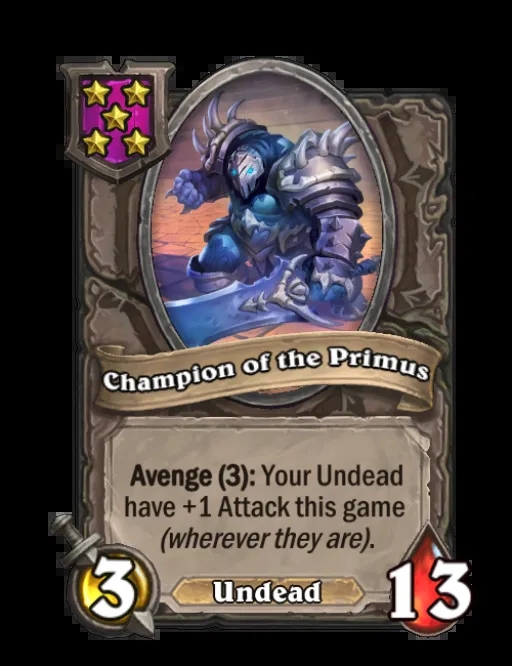 Champion of the Primus
Avenge (3): Your Undead
have +1 Attack this game
(wherever they are).
3
Undead
13